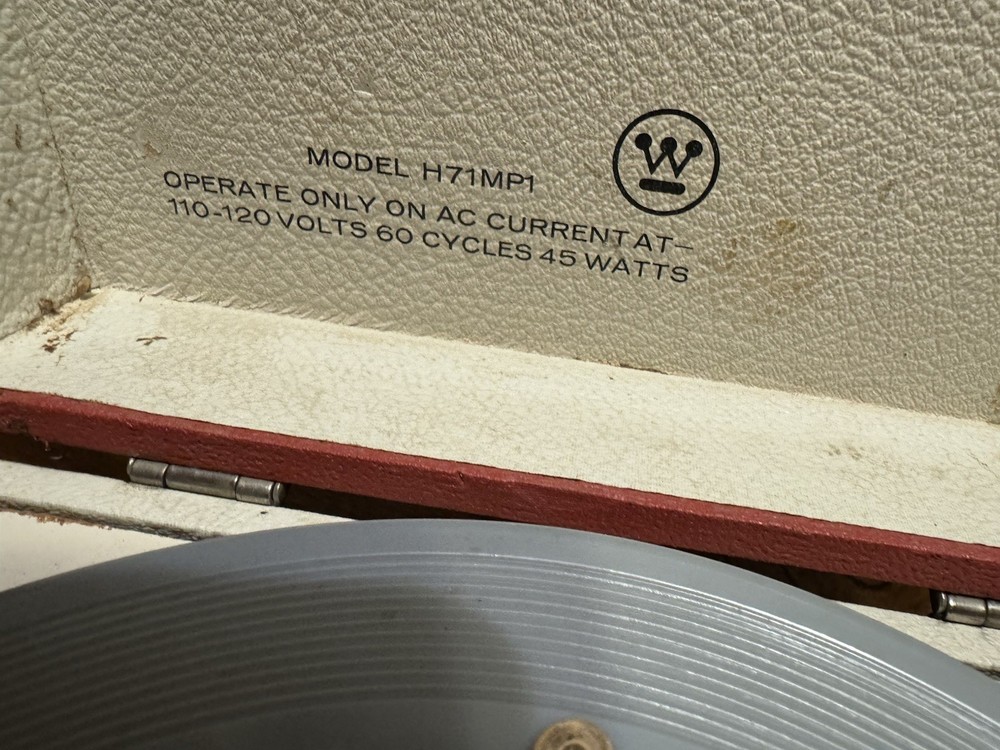 MODEL H71MP1
W
OPERATE ONLY ON AC CURRENT AT—
110-120 VOLTS 60 CYCLES 45 WATTS